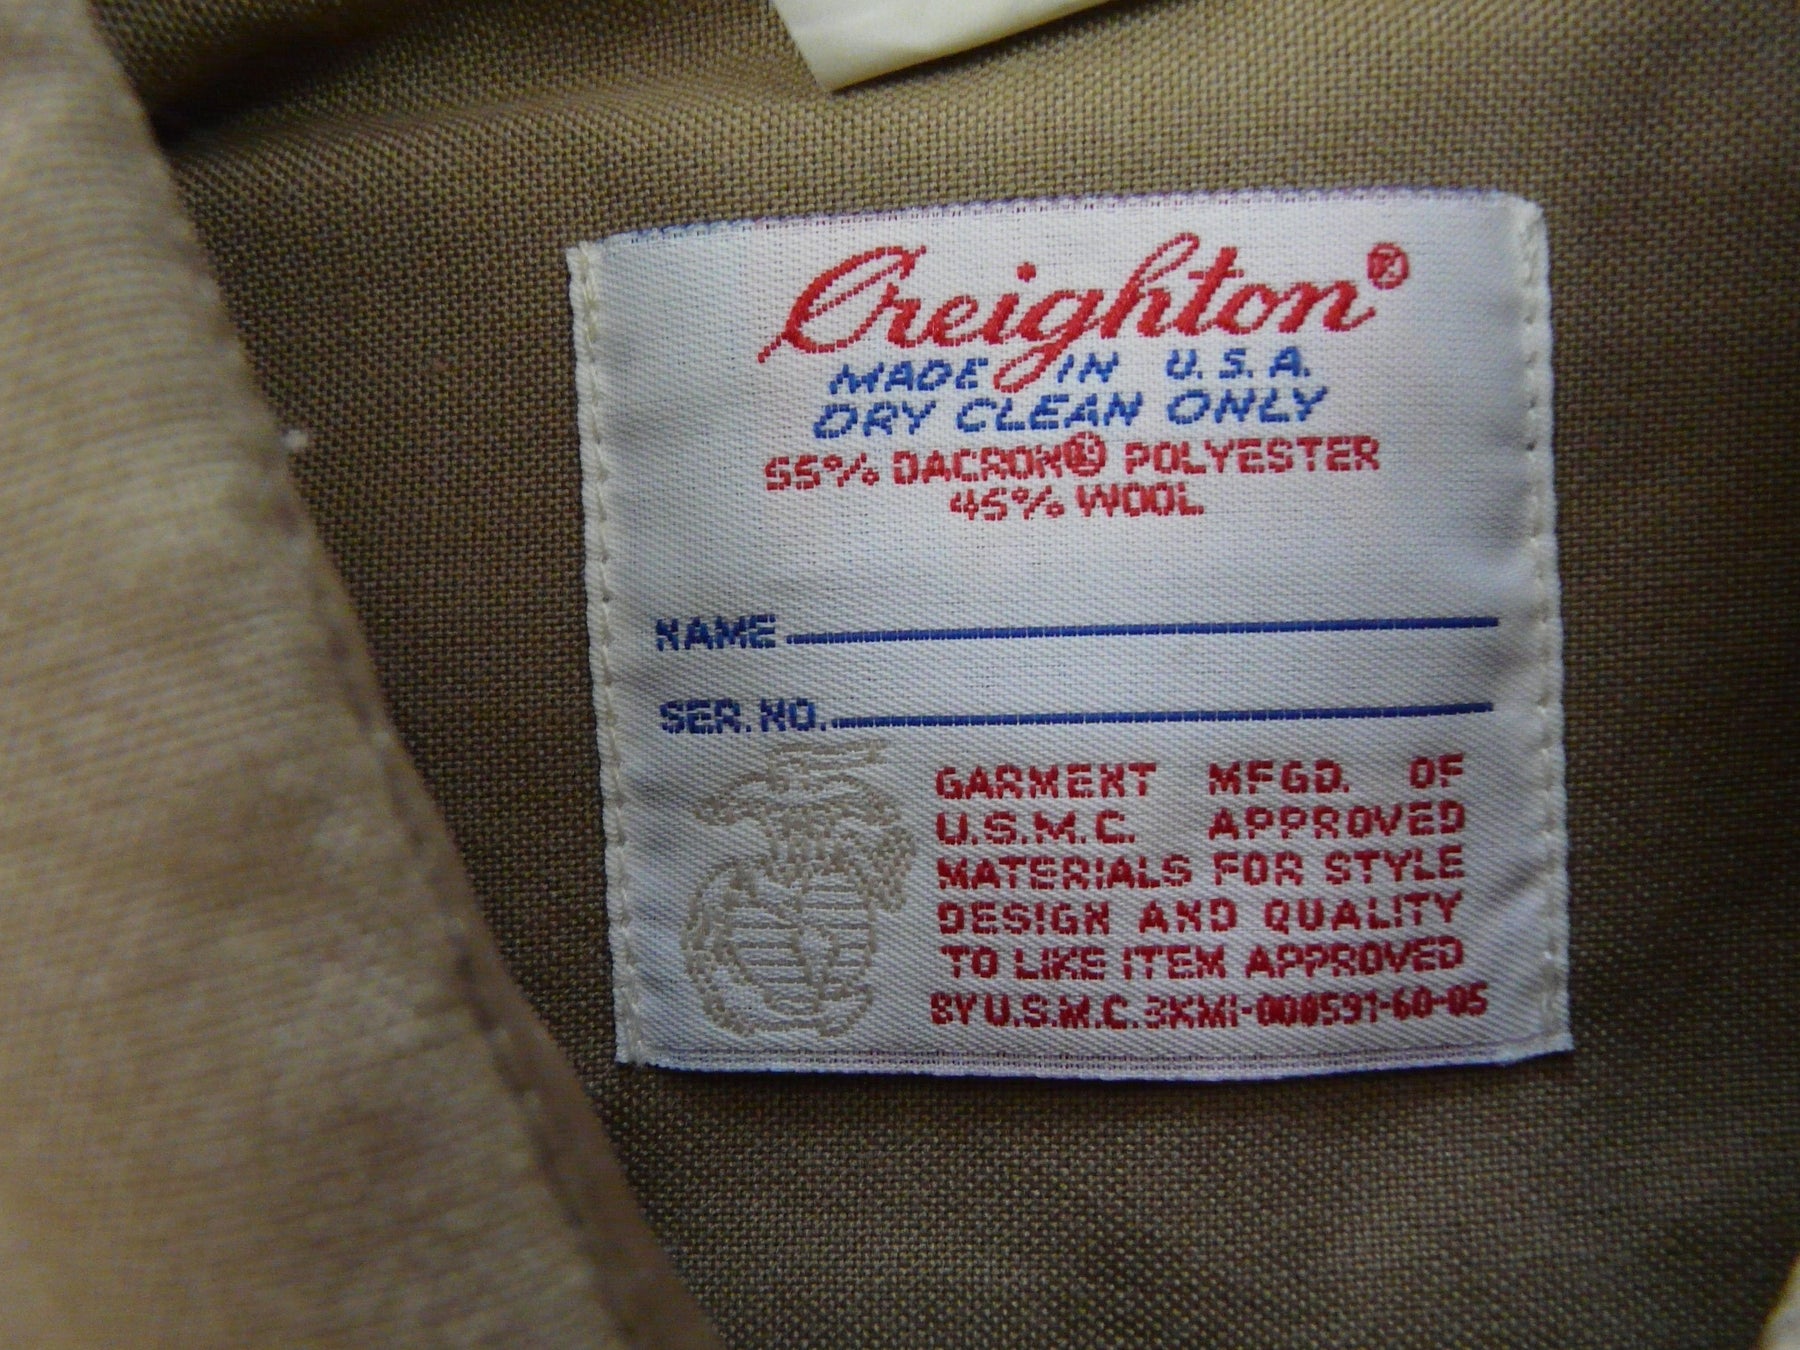 Creighton®
MADE IN U.S.A.
DRY CLEAN ONLY
55% DACRON® POLYESTER
45% WOOL
NAME
SER. NO.
GARMENT MFGD. OF
U.S.M.C. APPROVED
MATERIALS FOR STYLE
DESIGN AND QUALITY
TO LIKE ITEM APPROVED
BY U.S.M.C. 3XM1-000591-60-05